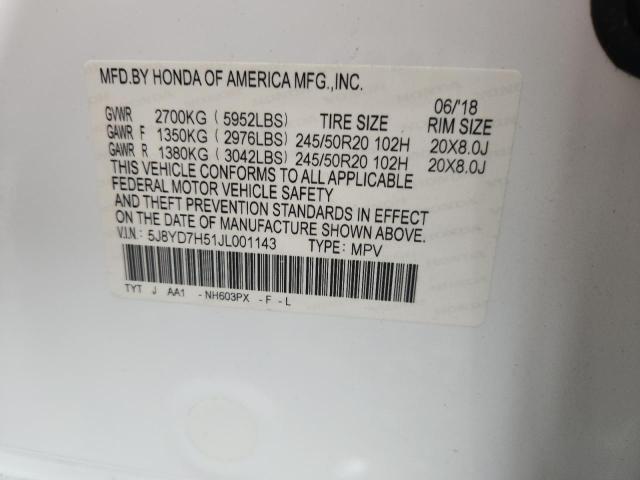 MFD.BY HONDA OF AMERICA MFG.,INC.
06/'18
GVWR 2700KG (5952LBS) TIRE SIZE RIM SIZE
GAWR F 1350KG (2976LBS) 245/50R20 102H 20X8.0J
GAWR R 1380KG (3042LBS) 245/50R20 102H 20X8.0J
THIS VEHICLE CONFORMS TO ALL APPLICABLE
FEDERAL MOTOR VEHICLE SAFETY
AND THEFT PREVENTION STANDARDS IN EFFECT
ON THE DATE OF MANUFACTURE SHOWN ABOVE.
V.I.N: 5J8YD7H51JL001143 TYPE: MPV
TYT J AA1 - NH603PX - F - L